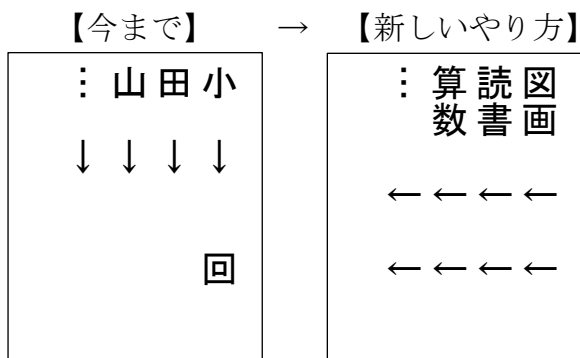 【今まで】 → 【新しいやり方】
小 田 山 ⋮
↓ ↓ ↓ ↓
回
図画 読書 算数 ⋮
← ← ← ←
← ← ← ←